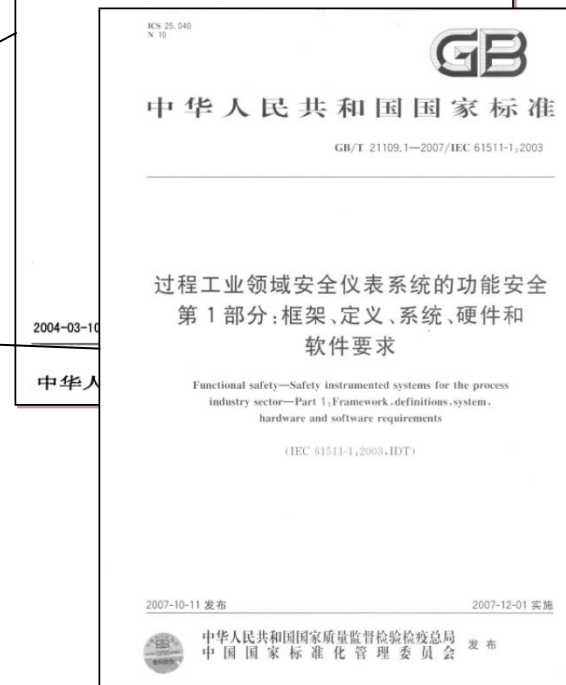 ICS 25.040
N 10
GB
中华人民共和国国家标准
GB/T 21109.1—2007/IEC 61511-1:2003
过程工业领域安全仪表系统的功能安全
第 1 部分:框架、定义、系统、硬件和
软件要求
Functional safety—Safety instrumented systems for the process
industry sector—Part 1:Framework,definitions,system,
hardware and software requirements
(IEC 61511-1:2003,IDT)
2007-10-11 发布
2007-12-01 实施
中华人民共和国国家质量监督检验检疫总局
中国国家标准化管理委员会
发布
2004-03-10
中华人